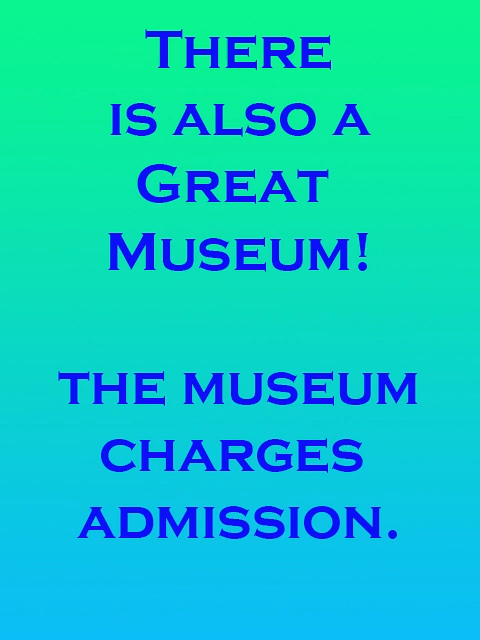 There
is also a
Great
Museum!
the museum
charges
admission.